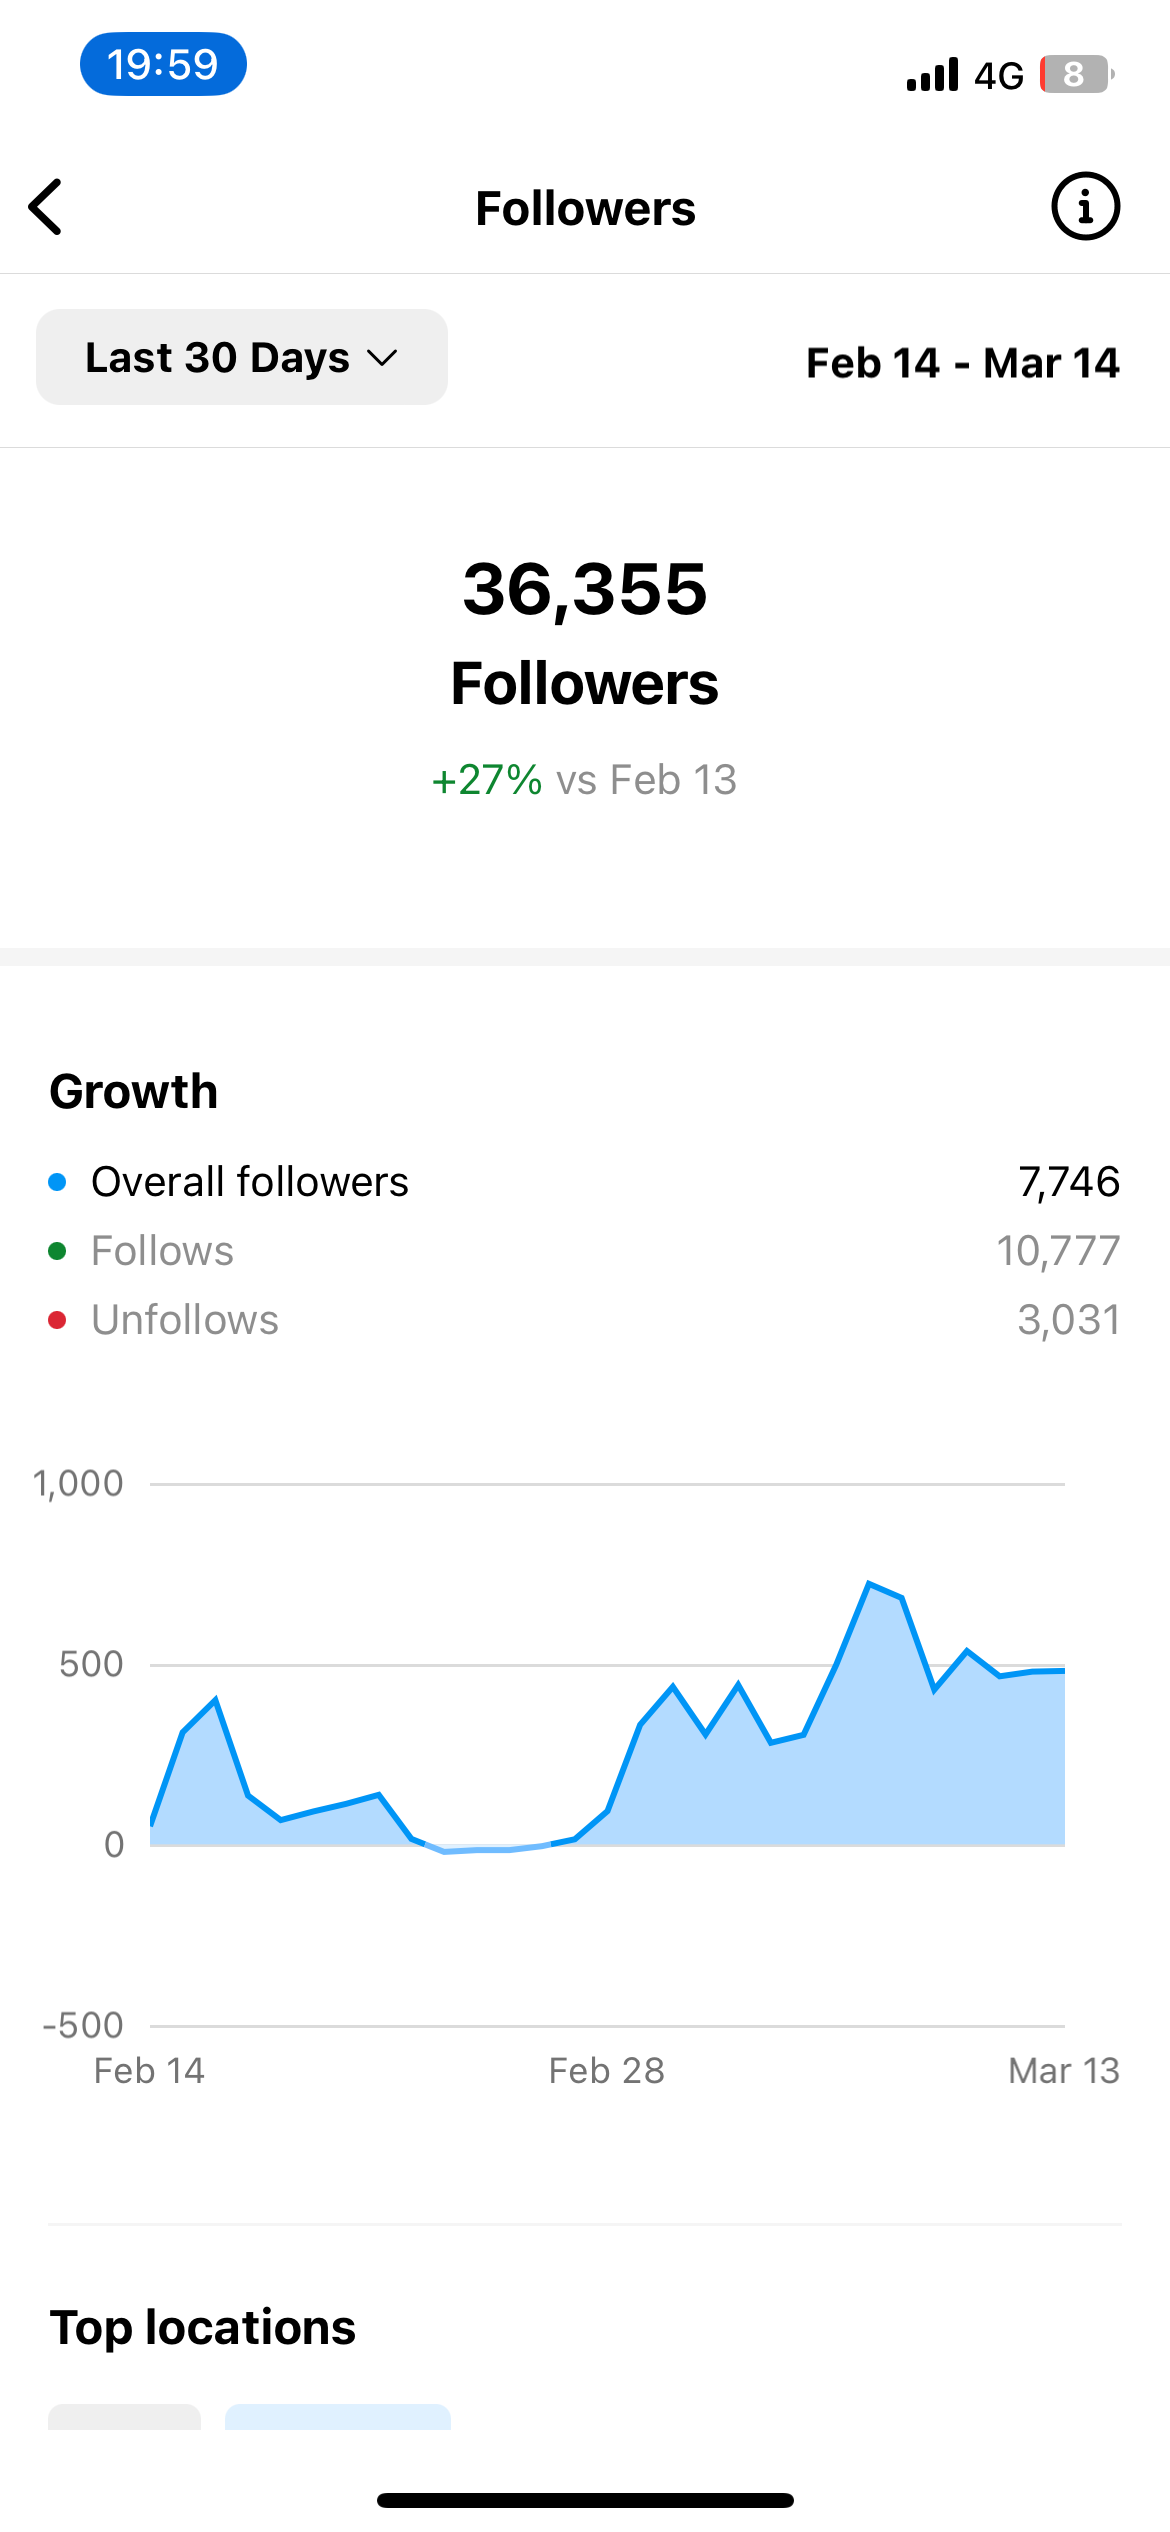 19:59
4G 8
Followers
Last 30 Days
Feb 14 - Mar 14
36,355
Followers
+27% vs Feb 13
Growth
Overall followers 7,746
Follows 10,777
Unfollows 3,031
1,000
500
0
-500
Feb 14 Feb 28 Mar 13
Top locations